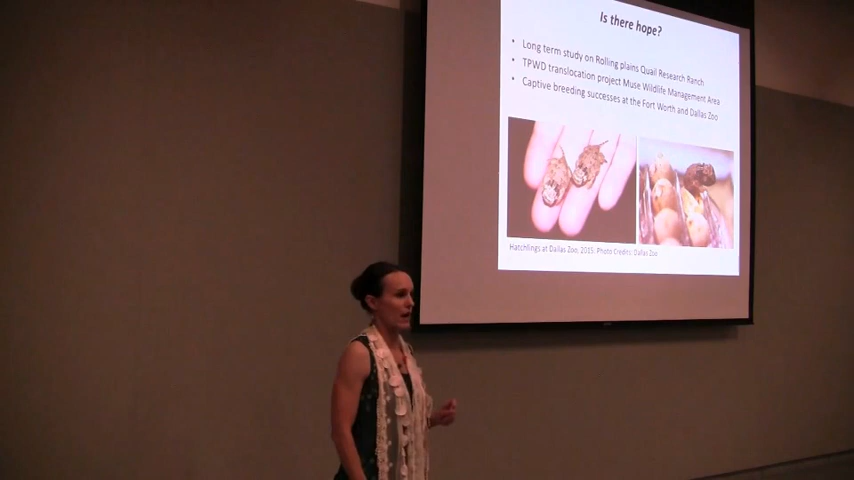 Is there hope?
• Long term study on Rolling plains Quail Research Ranch
• TPWD translocation project Muse Wildlife Management Area
• Captive breeding successes at the Fort Worth and Dallas Zoo
Hatchlings at Dallas Zoo, 2015; Photo Credits: Dallas Zoo